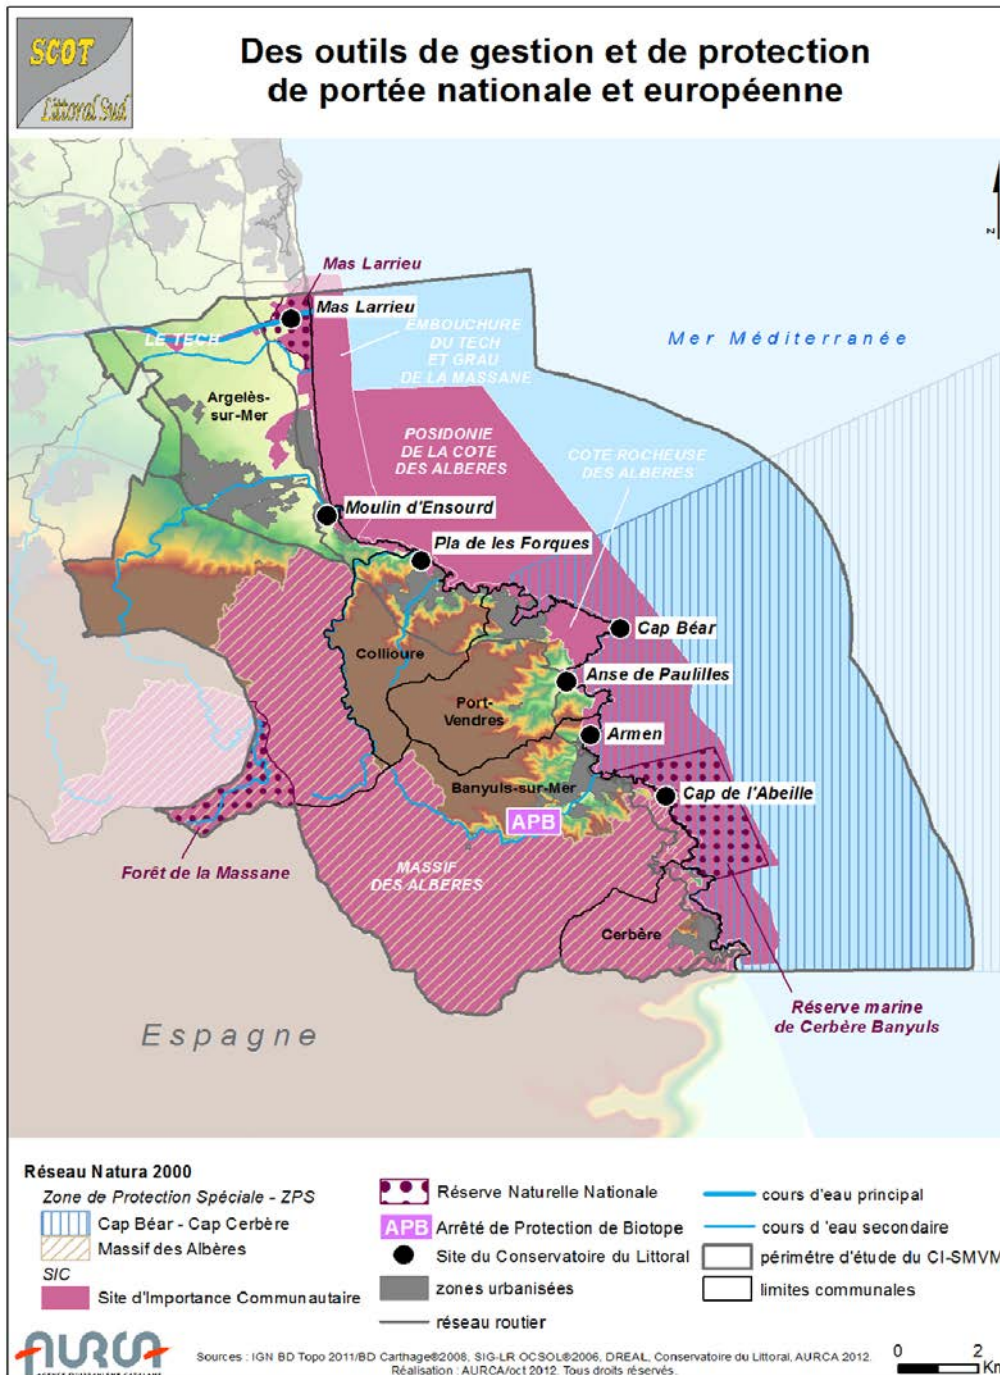 SCOT
Littoral Sud
Des outils de gestion et de protection
de portée nationale et européenne
N
Mas Larrieu
Mas Larrieu
LE TECH
EMBOUCHURE
DU TECH
ET GRAU
DE LA MASSANE
Mer Méditerranée
Argelès-
sur-Mer
POSIDONIE
DE LA COTE
DES ALBERES
COTE ROCHEUSE
DES ALBERES
Moulin d'Ensourd
Pla de les Forques
Cap Béar
Collioure
Anse de Paulilles
Port-
Vendres
Armen
Banyuls-sur-Mer
Cap de l'Abeille
APB
Forêt de la Massane
MASSIF
DES ALBERES
Cerbère
Réserve marine
de Cerbère Banyuls
Espagne
Réseau Natura 2000
Zone de Protection Spéciale - ZPS
Cap Béar - Cap Cerbère
Massif des Albères
SIC
Site d'Importance Communautaire
Réserve Naturelle Nationale
APB Arrêté de Protection de Biotope
Site du Conservatoire du Littoral
zones urbanisées
réseau routier
cours d'eau principal
cours d'eau secondaire
périmétre d'étude du CI-SMVM
limites communales
AURCA
Sources : IGN BD Topo 2011/BD Carthage®2008, SIG-LR OCSOL®2006, DREAL, Conservatoire du Littoral, AURCA 2012.
Réalisation : AURCA/oct 2012. Tous droits réservés.
0 2
Km